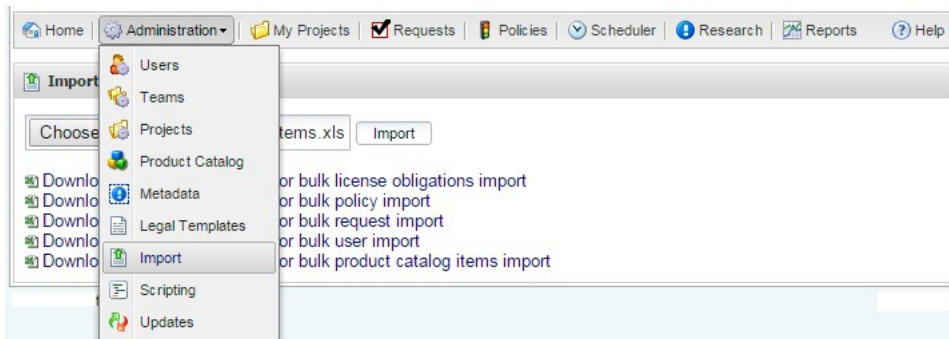 Home | Administration | My Projects | Requests | Policies | Scheduler | Research | Reports Help
Users
Import
Teams
Choose Projects tems.xls Import
Product Catalog
Downlo or bulk license obligations import
Metadata
Downlo or bulk policy import
Downlo or bulk request import
Legal Templates
Downlo or bulk user import
Import
Downlo or bulk product catalog items import
Scripting
Updates